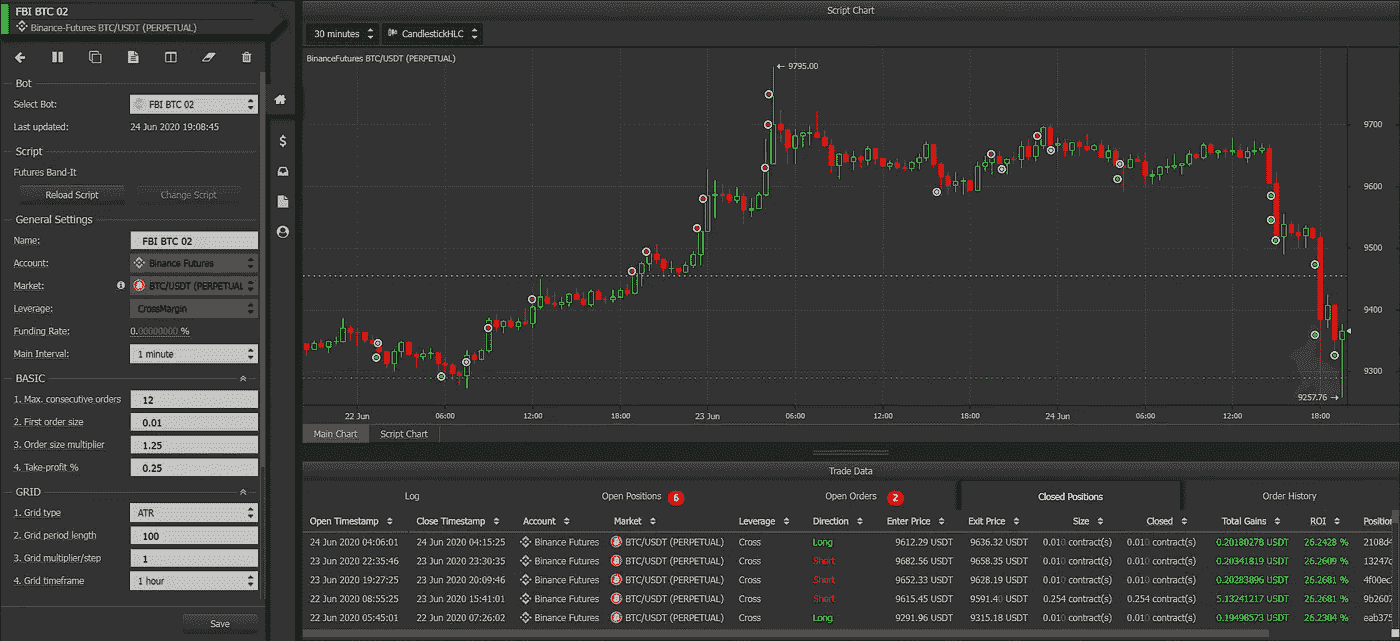 FBI BTC 02
Binance-Futures BTC/USDT (PERPETUAL)
Bot
Select Bot: FBI BTC 02
Last updated: 24 Jun 2020 19:08:45
Script
Futures Band-It
Reload Script Change Script
General Settings
Name: FBI BTC 02
Account: Binance Futures
Market: BTC/USDT (PERPETUAL
Leverage: CrossMargin
Funding Rate: 0.00000000 %
Main Interval: 1 minute
BASIC
1. Max. consecutive orders 12
2. First order size 0.01
3. Order size multiplier 1.25
4. Take-profit % 0.25
GRID
1. Grid type ATR
2. Grid period length 100
3. Grid multiplier/step 1
4. Grid timeframe 1 hour
Save
Script Chart
30 minutes CandlestickHLC
BinanceFutures BTC/USDT (PERPETUAL)
9795.00
9700
9600
9500
9400
9300
9257.76
22 Jun 06:00 12:00 18:00 23 Jun 06:00 12:00 18:00 24 Jun 06:00 12:00 18:00
Main Chart Script Chart
Trade Data
Log Open Positions 6 Open Orders 2 Closed Positions Order History
Open Timestamp Close Timestamp Account Market Leverage Direction Enter Price Exit Price Size Closed Total Gains ROI Position
24 Jun 2020 04:06:01 24 Jun 2020 04:15:25 Binance Futures BTC/USDT (PERPETUAL) Cross Long 9612.29 USDT 9636.32 USDT 0.010 contract(s) 0.010 contract(s) 0.20180278 USDT 26.2428 % 2108d4
23 Jun 2020 22:35:46 23 Jun 2020 23:30:35 Binance Futures BTC/USDT (PERPETUAL) Cross Short 9682.56 USDT 9658.35 USDT 0.010 contract(s) 0.010 contract(s) 0.20341819 USDT 26.2609 % 13247c
23 Jun 2020 19:27:25 23 Jun 2020 20:09:46 Binance Futures BTC/USDT (PERPETUAL) Cross Short 9652.33 USDT 9628.19 USDT 0.010 contract(s) 0.010 contract(s) 0.20283896 USDT 26.2681 % 4f00ec
22 Jun 2020 08:55:25 23 Jun 2020 15:41:01 Binance Futures BTC/USDT (PERPETUAL) Cross Short 9615.45 USDT 9591.40 USDT 0.254 contract(s) 0.254 contract(s) 5.13241217 USDT 26.2681 % 9b2607
22 Jun 2020 05:45:01 22 Jun 2020 07:26:02 Binance Futures BTC/USDT (PERPETUAL) Cross Long 9291.96 USDT 9315.18 USDT 0.010 contract(s) 0.010 contract(s) 0.19498573 USDT 26.2304 % eab375